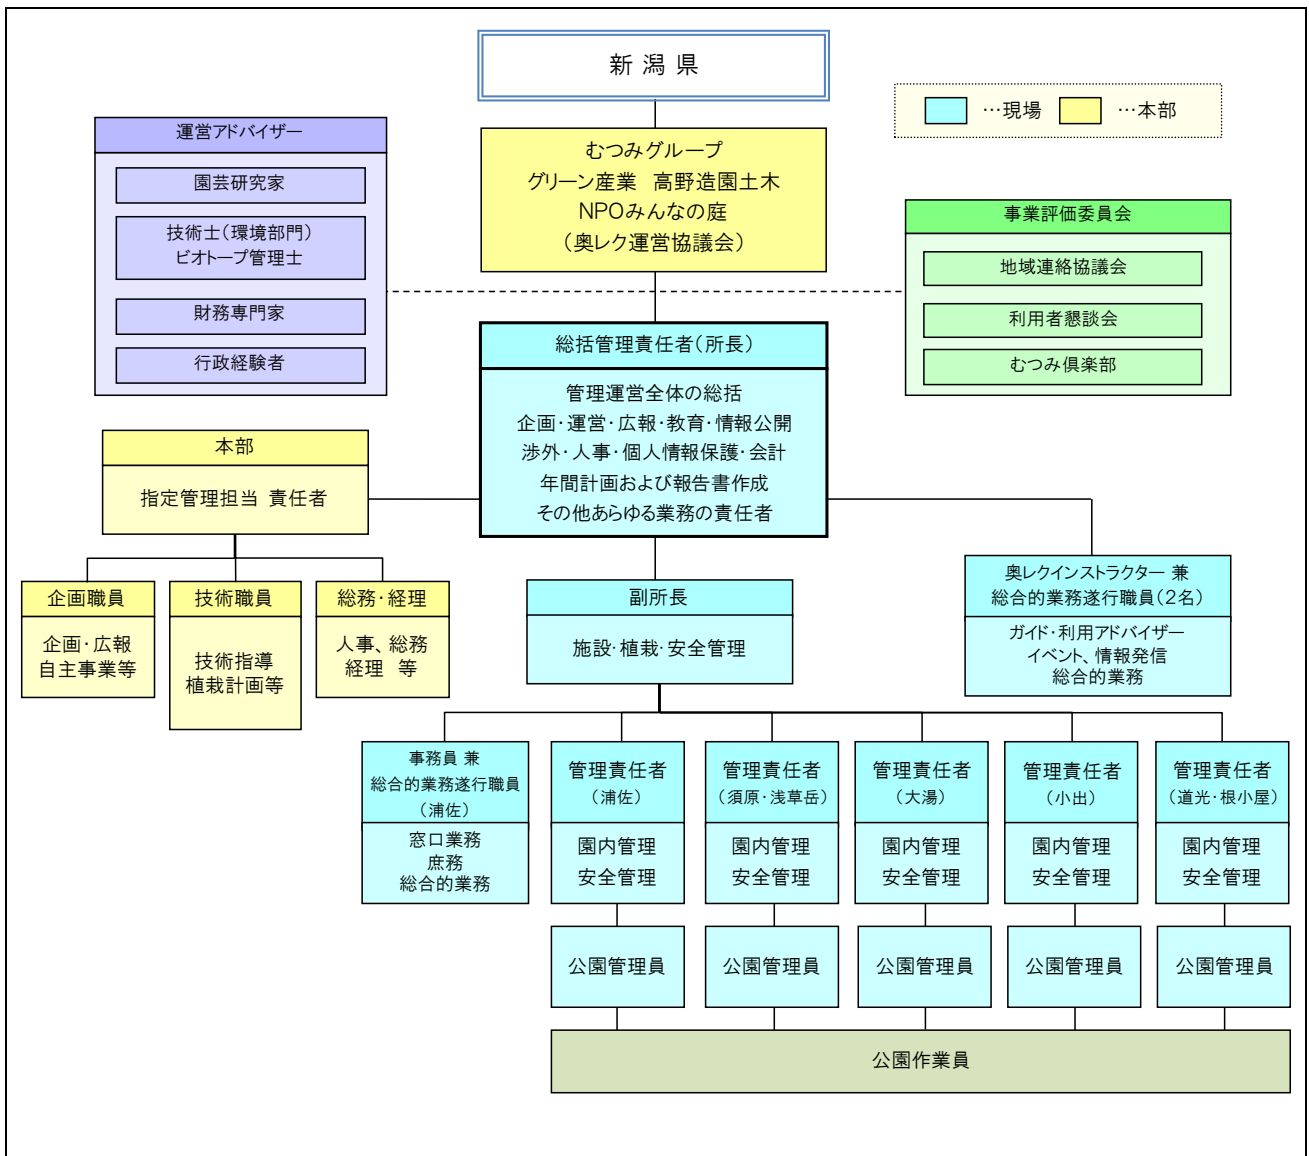 新 潟 県
…現場 …本部
むつみグループ
グリーン産業 高野造園土木
NPOみんなの庭
（奥レク運営協議会）
運営アドバイザー
園芸研究家
技術士（環境部門）
ビオトープ管理士
財務専門家
行政経験者
事業評価委員会
地域連絡協議会
利用者懇談会
むつみ倶楽部
総括管理責任者（所長）
管理運営全体の総括
企画・運営・広報・教育・情報公開
渉外・人事・個人情報保護・会計
年間計画および報告書作成
その他あらゆる業務の責任者
本部
指定管理担当 責任者
企画職員
企画・広報
自主事業等
技術職員
技術指導
植栽計画等
総務・経理
人事、総務
経理 等
副所長
施設・植栽・安全管理
奥レクインストラクター 兼
総合的業務遂行職員（2名）
ガイド・利用アドバイザー
イベント、情報発信
総合的業務
事務員 兼
総合的業務遂行職員
（浦佐）
窓口業務
庶務
総合的業務
管理責任者
（浦佐）
園内管理
安全管理
管理責任者
（須原・浅草岳）
園内管理
安全管理
管理責任者
（大湯）
園内管理
安全管理
管理責任者
（小出）
園内管理
安全管理
管理責任者
（道光・根小屋）
園内管理
安全管理
公園管理員
公園管理員
公園管理員
公園管理員
公園管理員
公園作業員